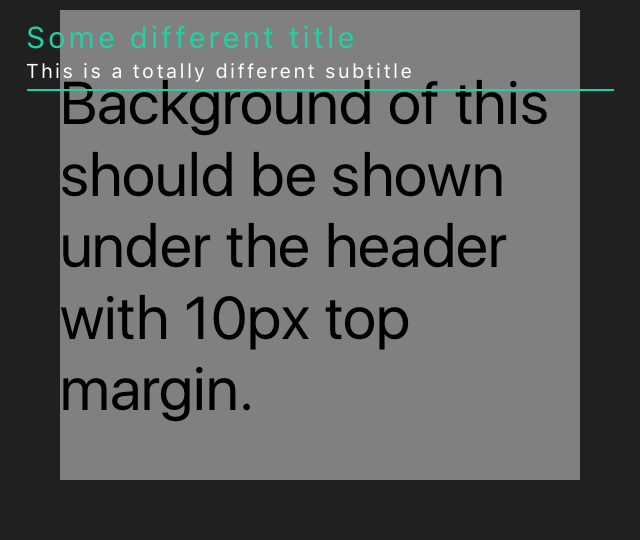 Some different title
This is a totally different subtitle
Background of this
should be shown
under the header
with 10px top
margin.